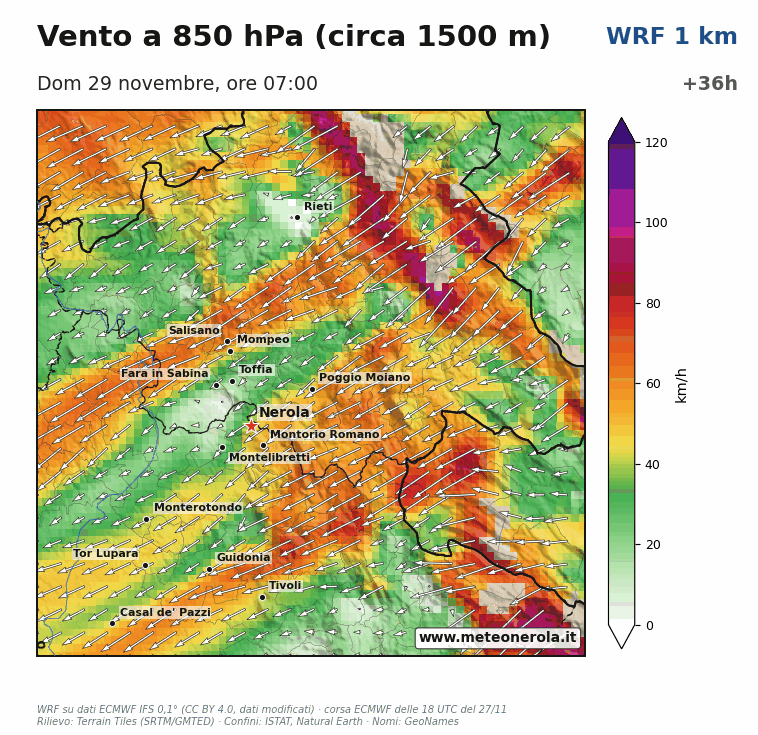 Vento a 850 hPa (circa 1500 m)
WRF 1 km
Dom 29 novembre, ore 07:00
+36h
Rieti
Salisano
Mompeo
Fara in Sabina
Toffia
Poggio Moiano
Nerola
Montorio Romano
Montelibretti
Monterotondo
Tor Lupara
Guidonia
Tivoli
Casal de' Pazzi
www.meteonerola.it
120
100
80
60
40
20
0
km/h
WRF su dati ECMWF IFS 0,1° (CC BY 4.0, dati modificati) · corsa ECMWF delle 18 UTC del 27/11
Rilievo: Terrain Tiles (SRTM/GMTED) · Confini: ISTAT, Natural Earth · Nomi: GeoNames